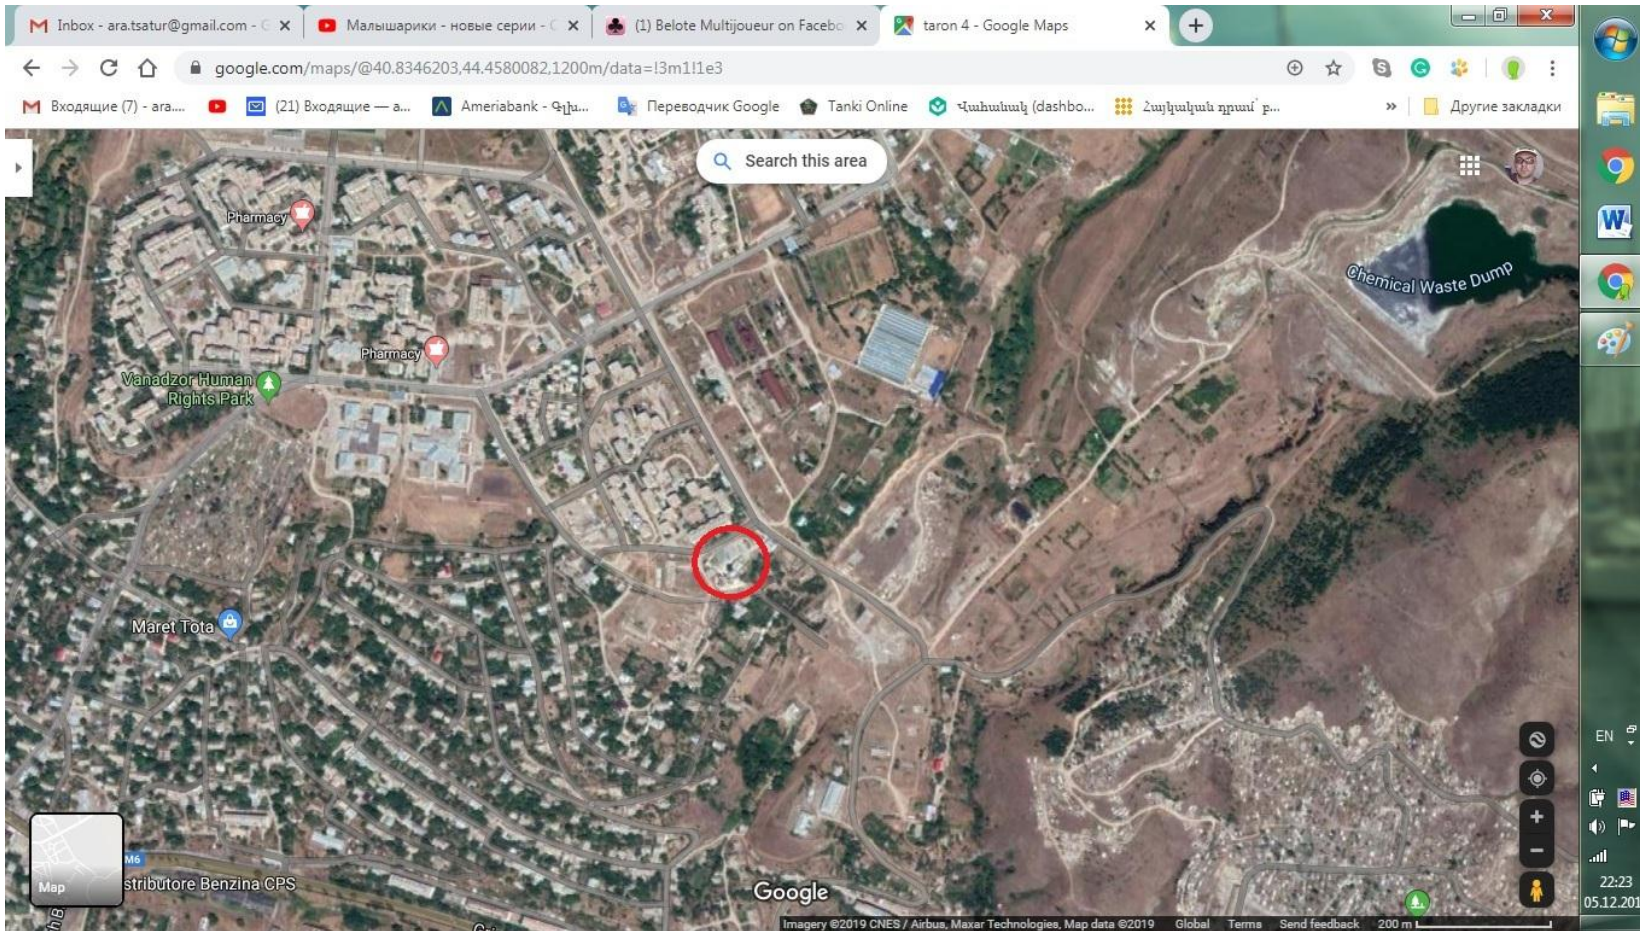 Inbox - ara.tsatur@gmail.com - G
Малышарики - новые серии - С
(1) Belote Multijoueur on Facebo
taron 4 - Google Maps
google.com/maps/@40.8346203,44.4580082,1200m/data=!3m1!1e3
Входящие (7) - ara....
(21) Входящие — a...
Ameriabank - Գլխ...
Переводчик Google
Tanki Online
Վահանակ (dashbo...
Հայկական դրամ՝ բ...
»
Другие закладки
Search this area
Pharmacy
Chemical Waste Dump
Pharmacy
Vanadzor Human
Rights Park
Maret Tota
EN
M6
Map
stributore Benzina CPS
Google
22:23
05.12.201
Imagery ©2019 CNES / Airbus, Maxar Technologies, Map data ©2019 Global Terms Send feedback 200 m